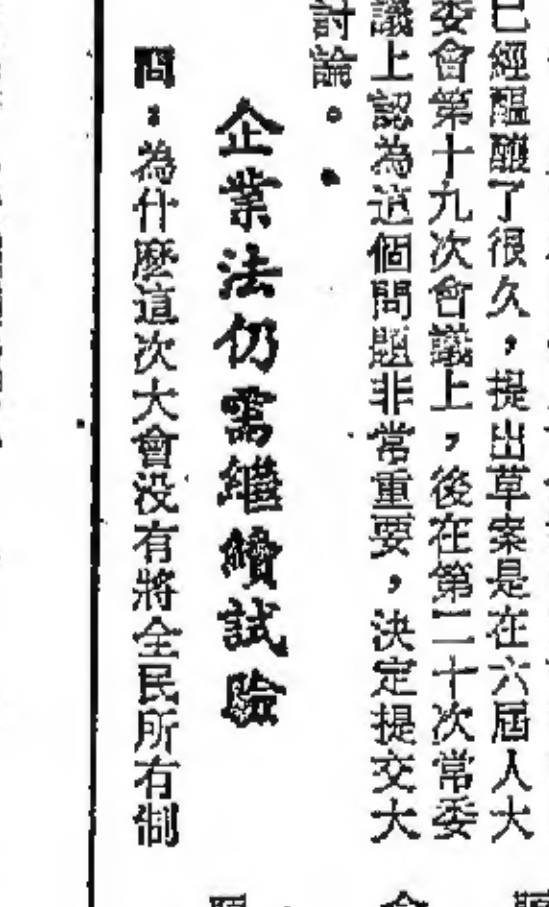 已經醞釀了很久，提出草案是在六屆人大
委會第十九次會議上，後在第二十次常委
議上認為這個問題非常重要，決定提交大
討論。
企業法仍需繼續試驗
問：為什麼這次大會没有將全民所有制